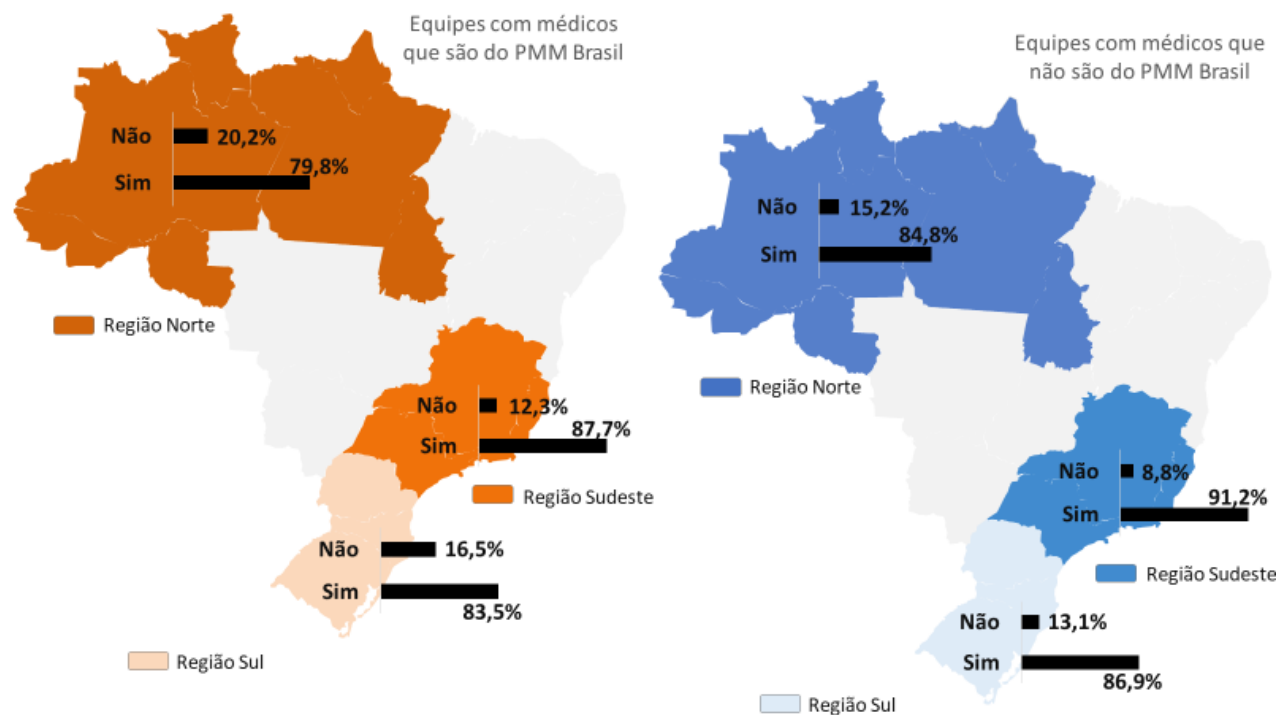 Equipes com médicos
que são do PMM Brasil
Não 20,2%
79,8%
Sim
Região Norte
Não 12,3%
87,7%
Sim
Região Sudeste
Não 16,5%
Sim
83,5%
Região Sul
Equipes com médicos que
não são do PMM Brasil
Não 15,2%
84,8%
Sim
Região Norte
Não 8,8%
91,2%
Sim
Região Sudeste
Não 13,1%
Sim
86,9%
Região Sul